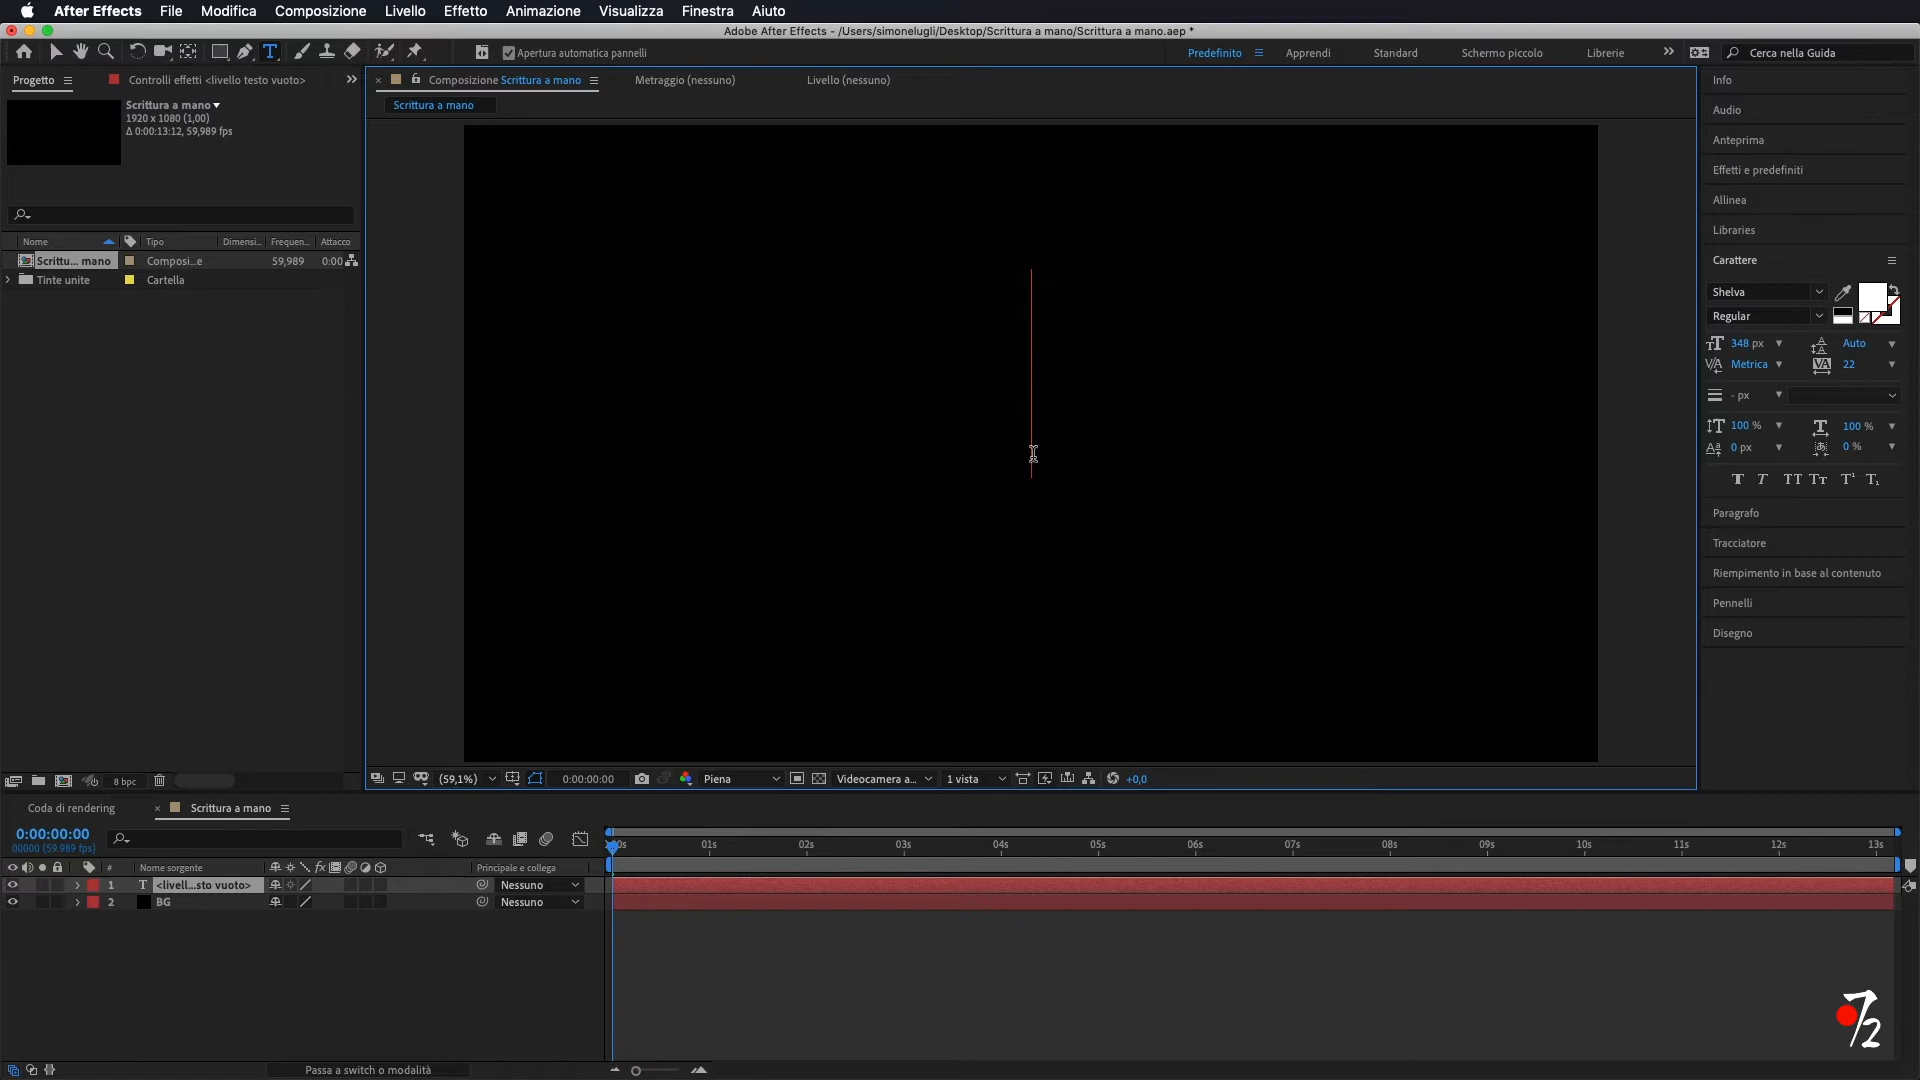 After Effects File Modifica Composizione Livello Effetto Animazione Visualizza Finestra Aiuto
Adobe After Effects - /Users/simonelugli/Desktop/Scrittura a mano/Scrittura a mano.aep *
Apertura automatica pannelli
Predefinito Apprendi Standard Schermo piccolo Librerie Cerca nella Guida
Progetto Controlli effetti <livello testo vuoto>
Composizione Scrittura a mano Metraggio (nessuno) Livello (nessuno)
Scrittura a mano
Scrittura a mano
1920 x 1080 (1,00)
Δ 0:00:13:12, 59,989 fps
Nome Tipo Dimensi... Frequen... Attacco
Scrittu... mano Composi...e 59,989 0:00
Tinte unite Cartella
8 bpc
(59,1%) 0:00:00:00 Piena Videocamera a... 1 vista +0,0
Info
Audio
Anteprima
Effetti e predefiniti
Allinea
Libraries
Carattere
Shelva
Regular
348 px Auto
Metrica 22
- px
100 % 100 %
0 px 0 %
Paragrafo
Tracciatore
Riempimento in base al contenuto
Pennelli
Disegno
Coda di rendering Scrittura a mano
0:00:00:00
00000 (59.989 fps)
01s 02s 03s 04s 05s 06s 07s 08s 09s 10s 11s 12s 13s
# Nome sorgente fx Principale e collega
1 T <livell...sto vuoto> Nessuno
2 BG Nessuno
Passa a switch o modalità
7/2